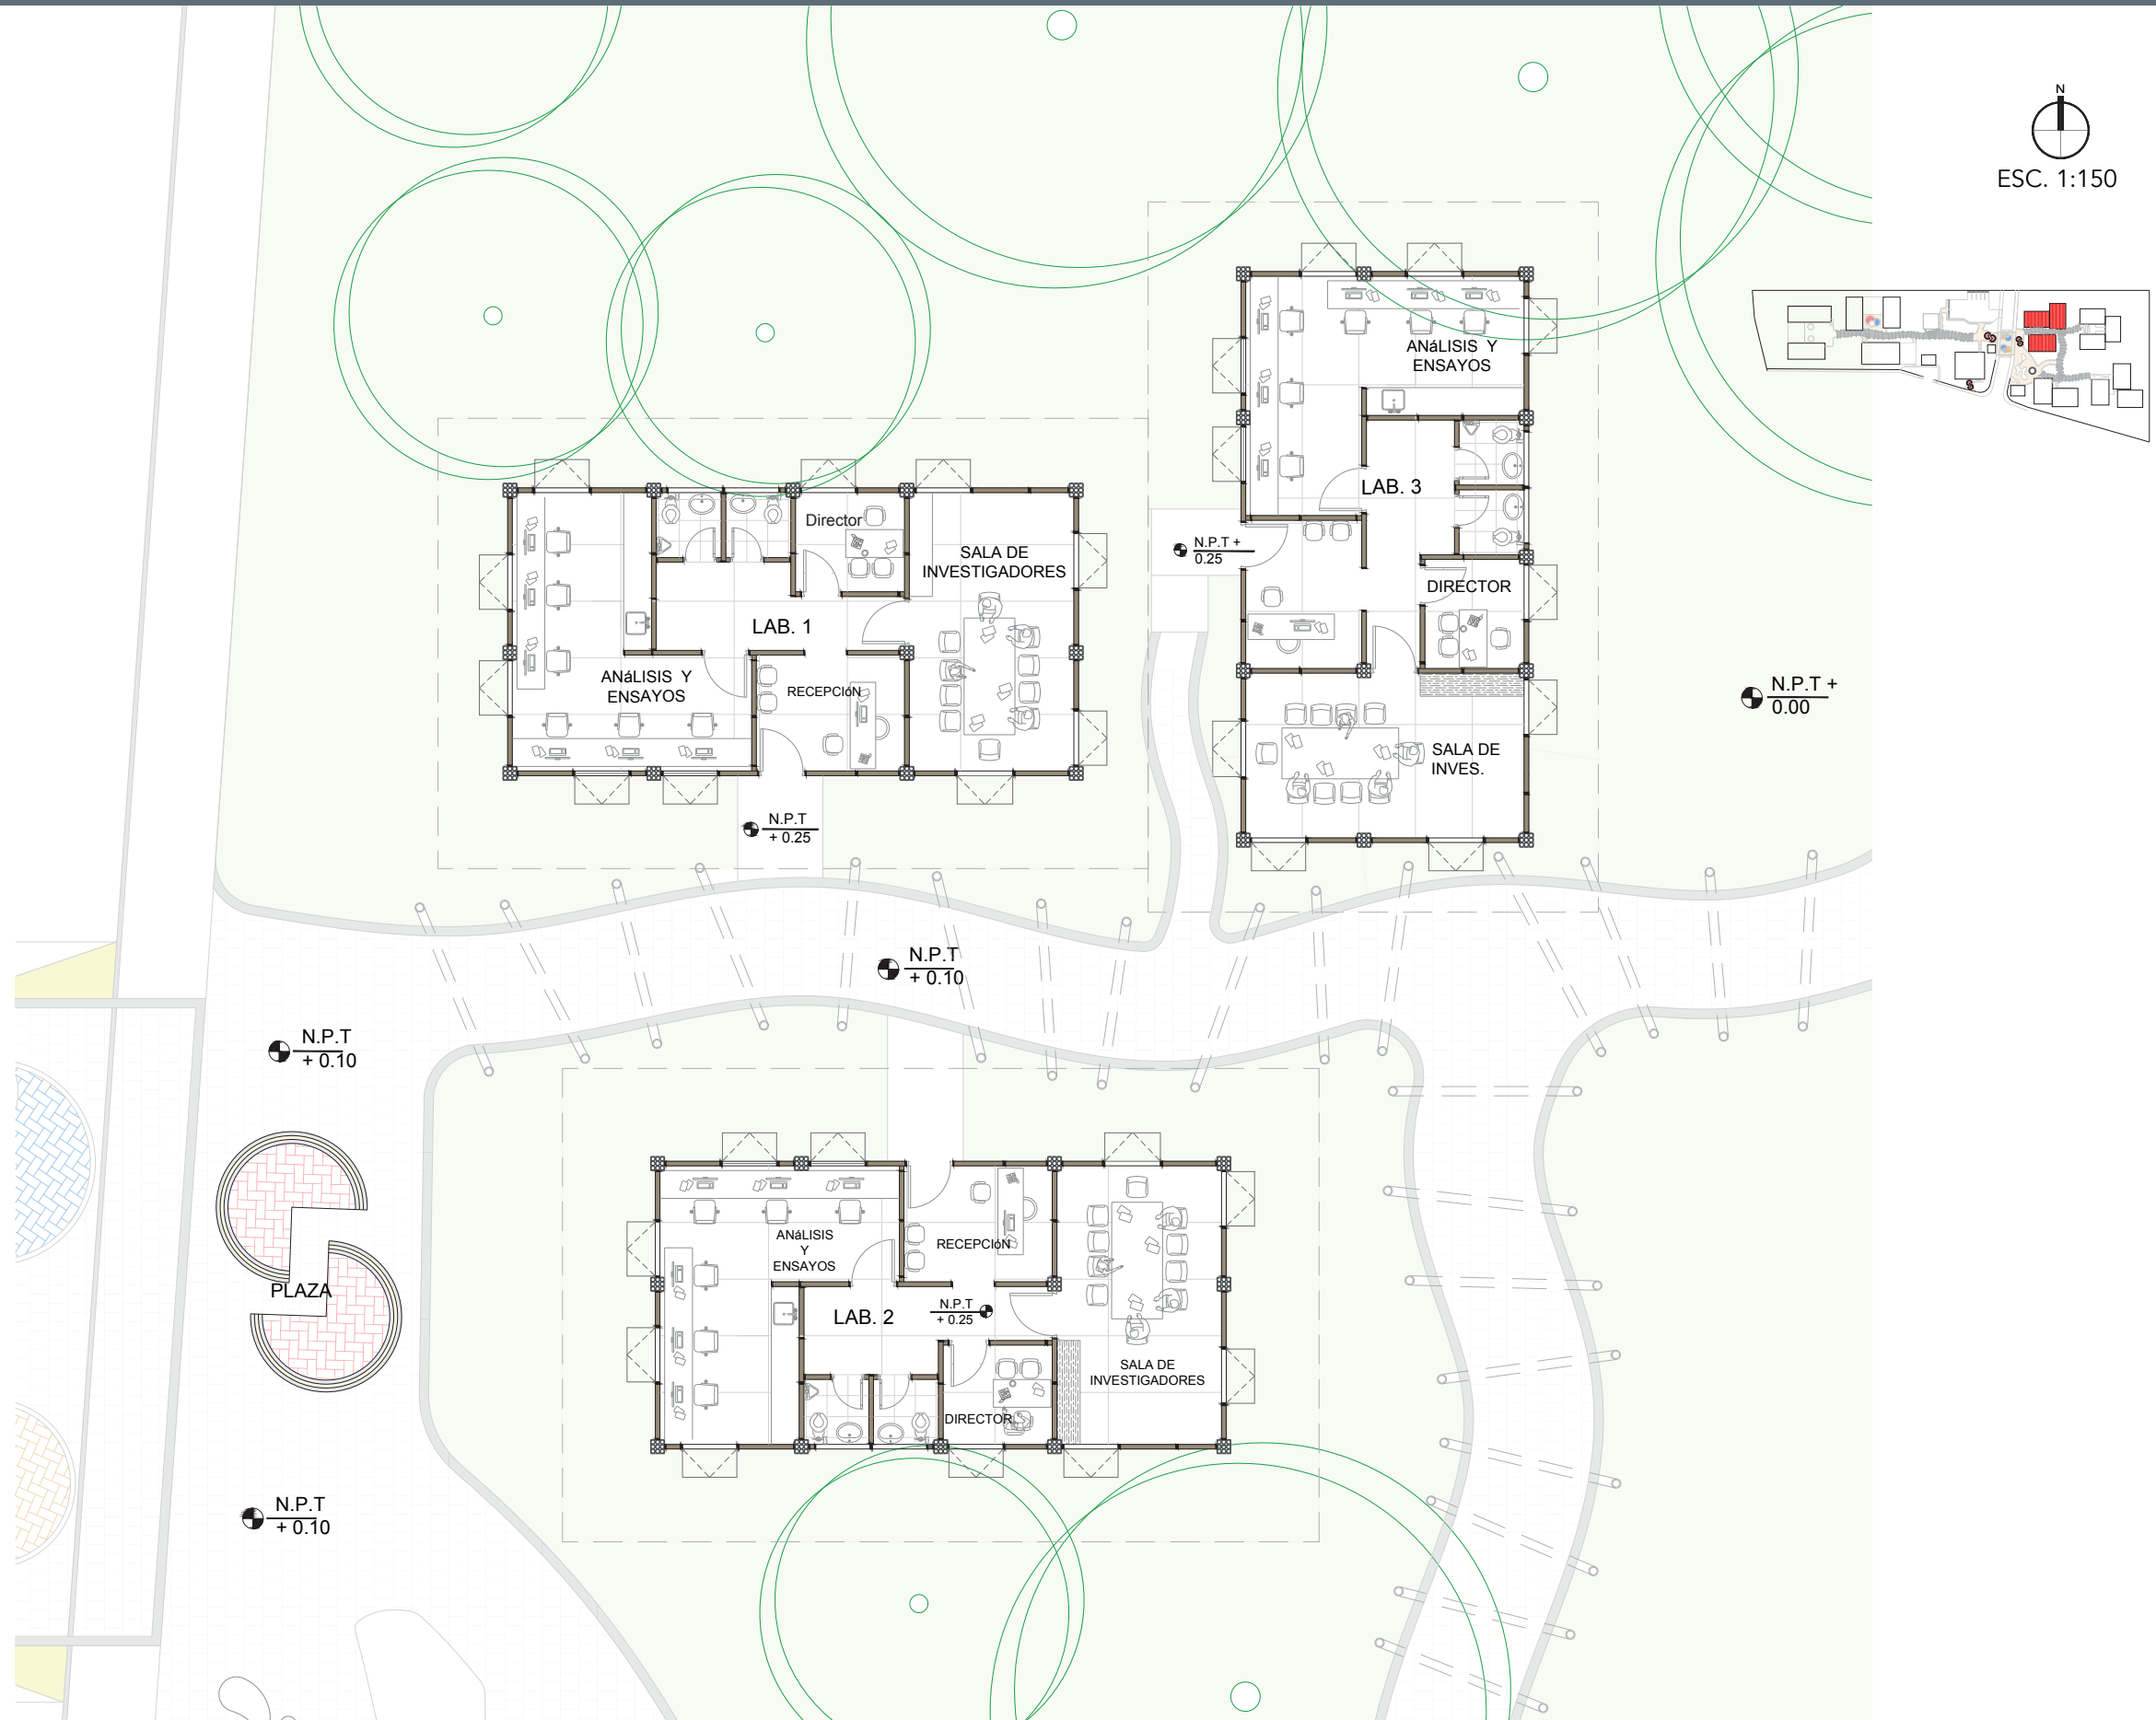 N
ESC. 1:150
ANáLISIS Y
ENSAYOS
LAB. 3
N.P.T +
0.25
DIRECTOR
SALA DE
INVES.
N.P.T +
0.00
Director
SALA DE
INVESTIGADORES
LAB. 1
ANáLISIS Y
ENSAYOS
RECEPCIóN
N.P.T
+ 0.25
N.P.T
+ 0.10
N.P.T
+ 0.10
PLAZA
N.P.T
+ 0.10
ANáLISIS
Y
ENSAYOS
RECEPCIóN
LAB. 2
N.P.T
+ 0.25
SALA DE
INVESTIGADORES
DIRECTOR